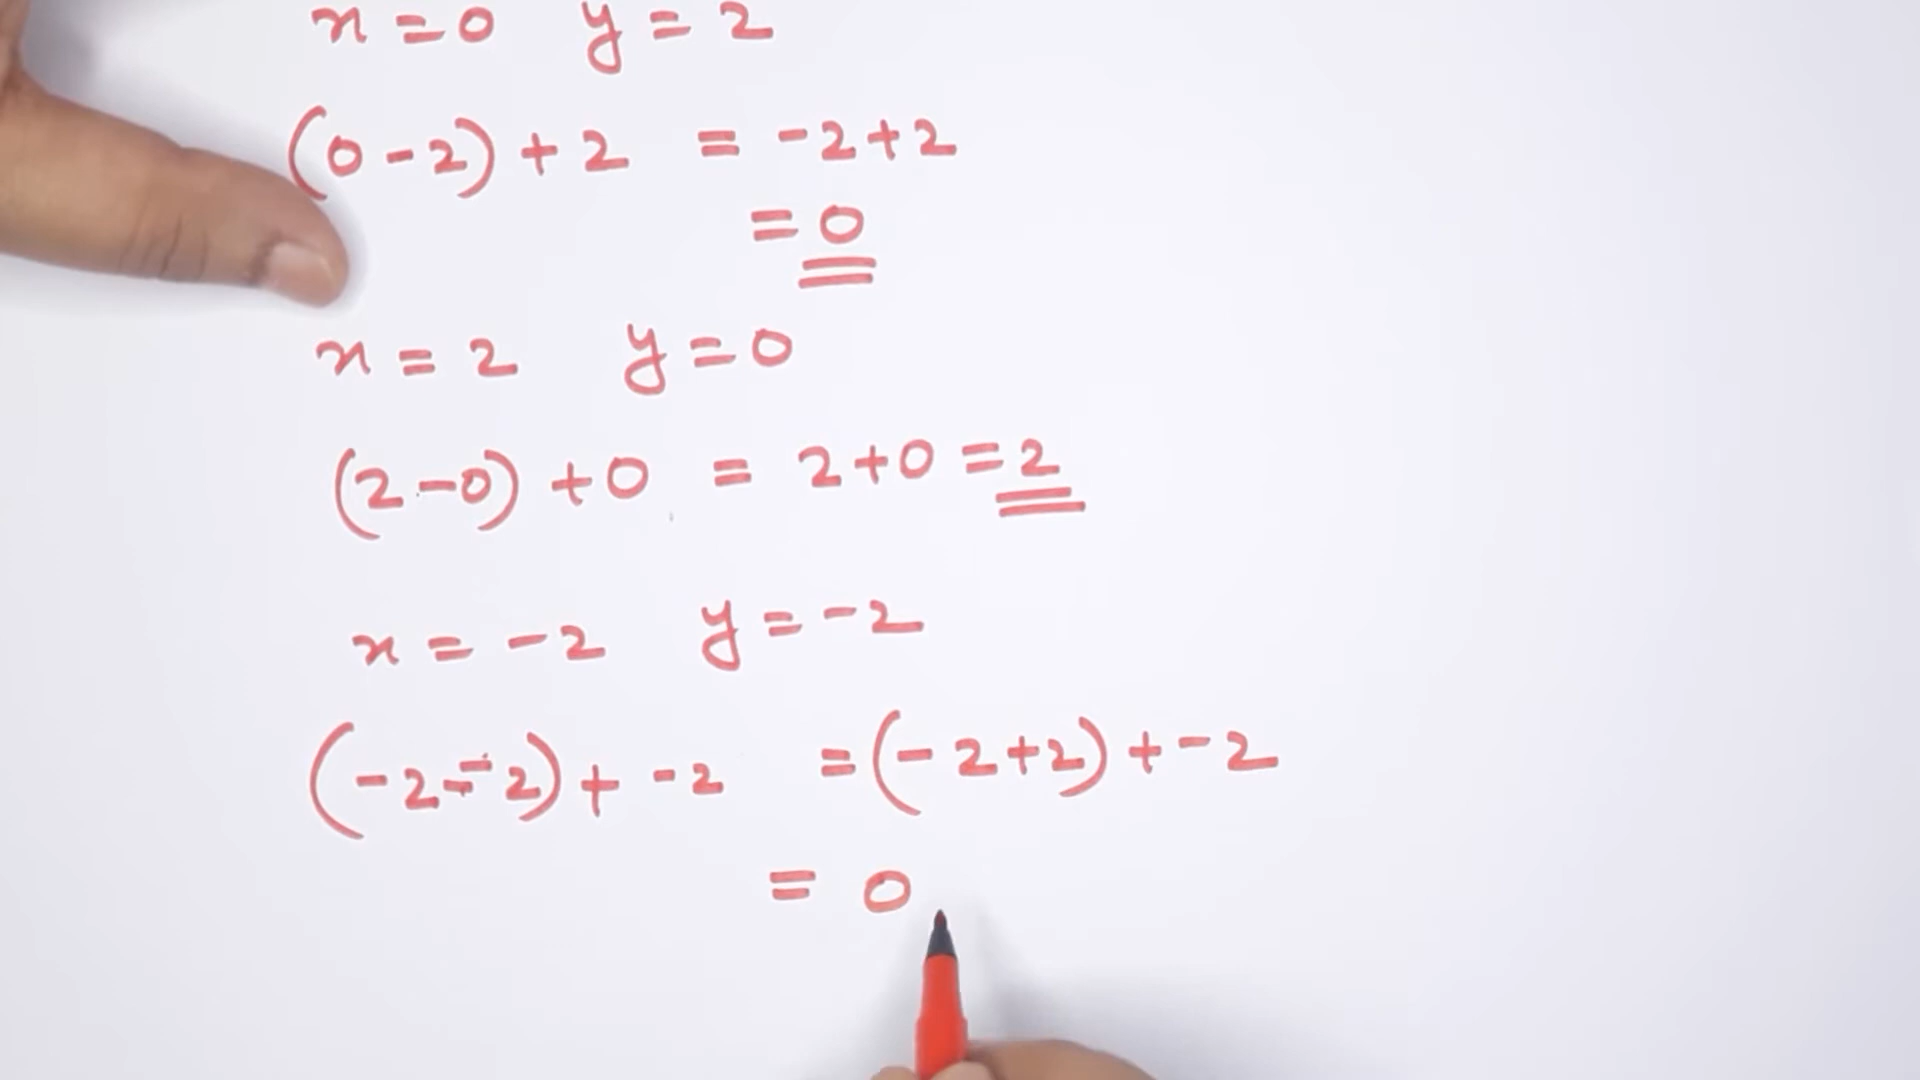 x = 0 y = 2
(0 - 2) + 2 = -2 + 2
= 0
x = 2 y = 0
(2 - 0) + 0 = 2 + 0 = 2
x = -2 y = -2
(-2 - -2) + -2 = (-2 + 2) + -2
= 0